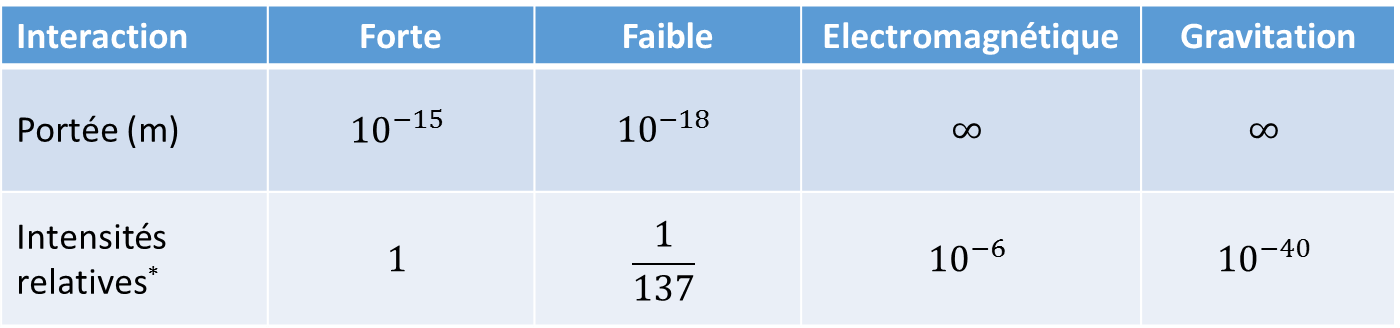 Interaction Forte Faible Electromagnétique Gravitation
Portée (m) 10⁻¹⁵ 10⁻¹⁸ ∞ ∞
Intensités relatives* 1 1/137 10⁻⁶ 10⁻⁴⁰